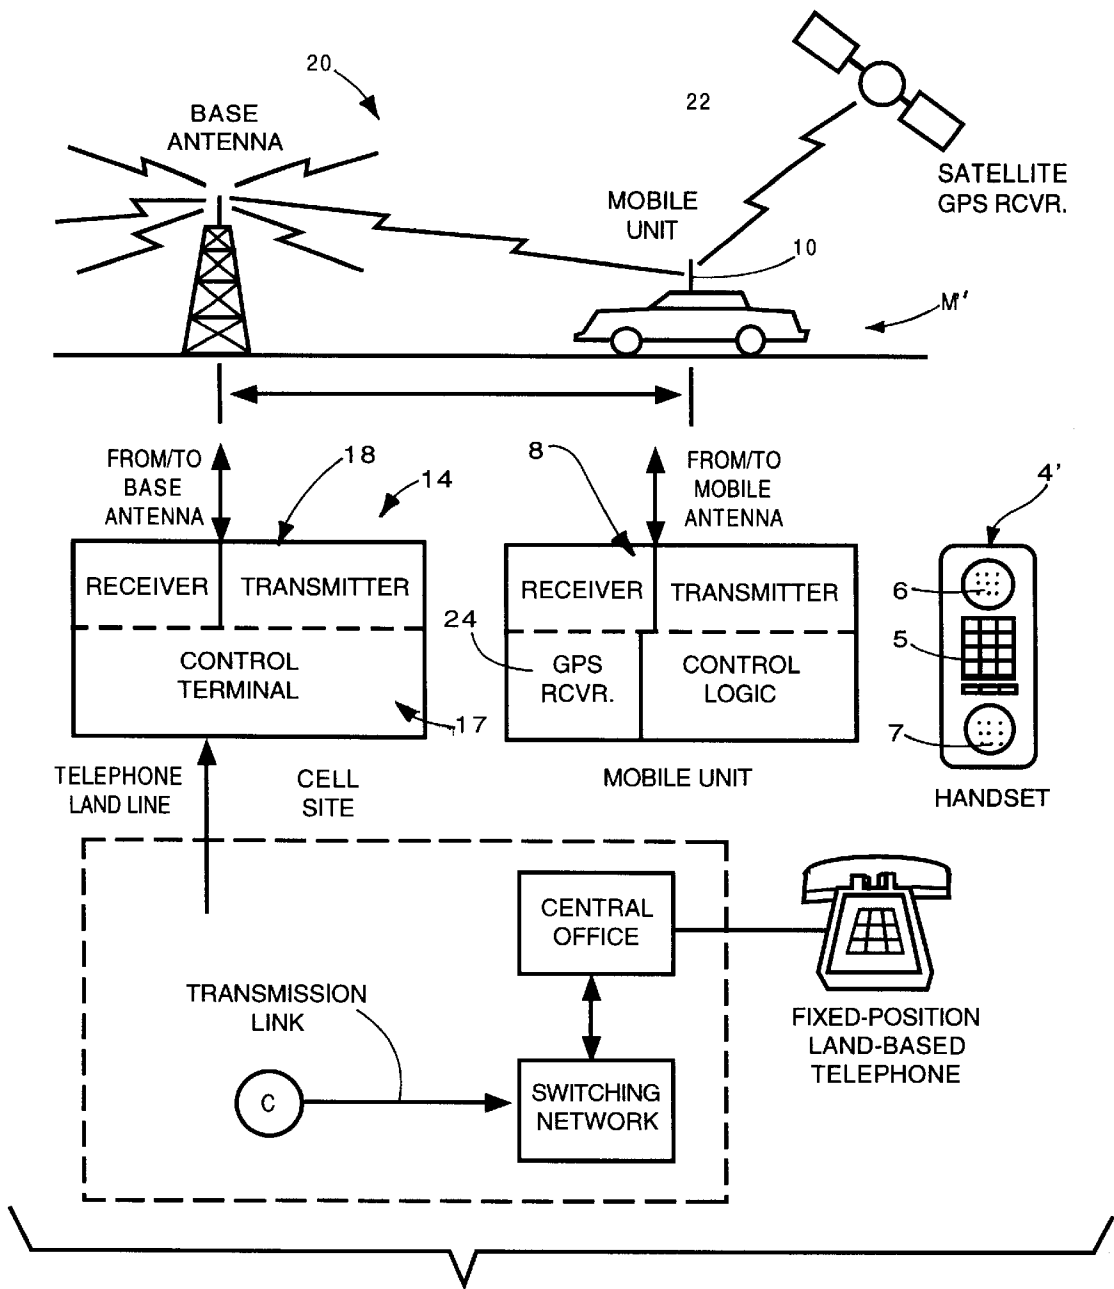 20
BASE
ANTENNA
22
SATELLITE
GPS RCVR.
MOBILE
UNIT
10
M'
FROM/TO
BASE
ANTENNA
18
14
8
FROM/TO
MOBILE
ANTENNA
4'
RECEIVER
TRANSMITTER
RECEIVER
TRANSMITTER
6
24
CONTROL
TERMINAL
GPS
RCVR.
CONTROL
LOGIC
5
17
7
TELEPHONE
LAND LINE
CELL
SITE
MOBILE UNIT
HANDSET
CENTRAL
OFFICE
TRANSMISSION
LINK
FIXED-POSITION
LAND-BASED
TELEPHONE
C
SWITCHING
NETWORK